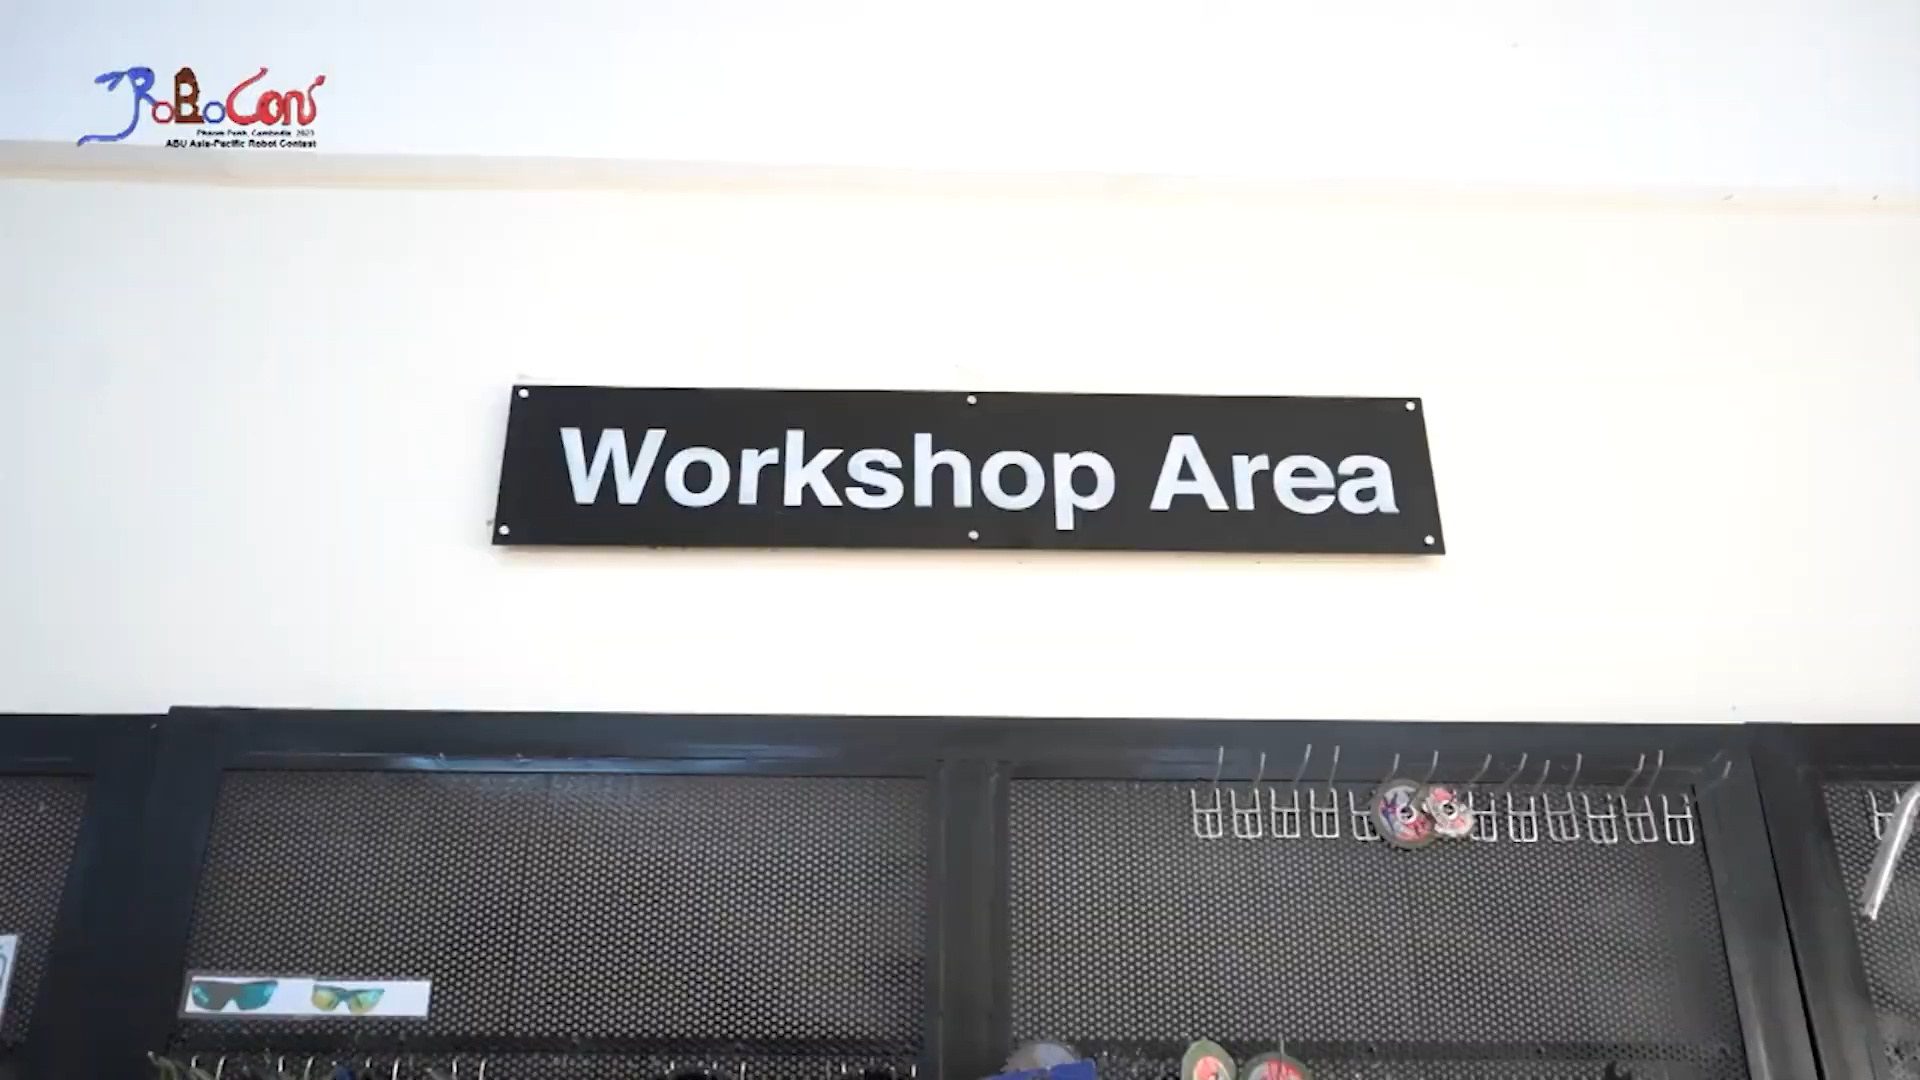 RoBoCon
Phnom Penh, Cambodia 2023
ABU Asia-Pacific Robot Contest
Workshop Area